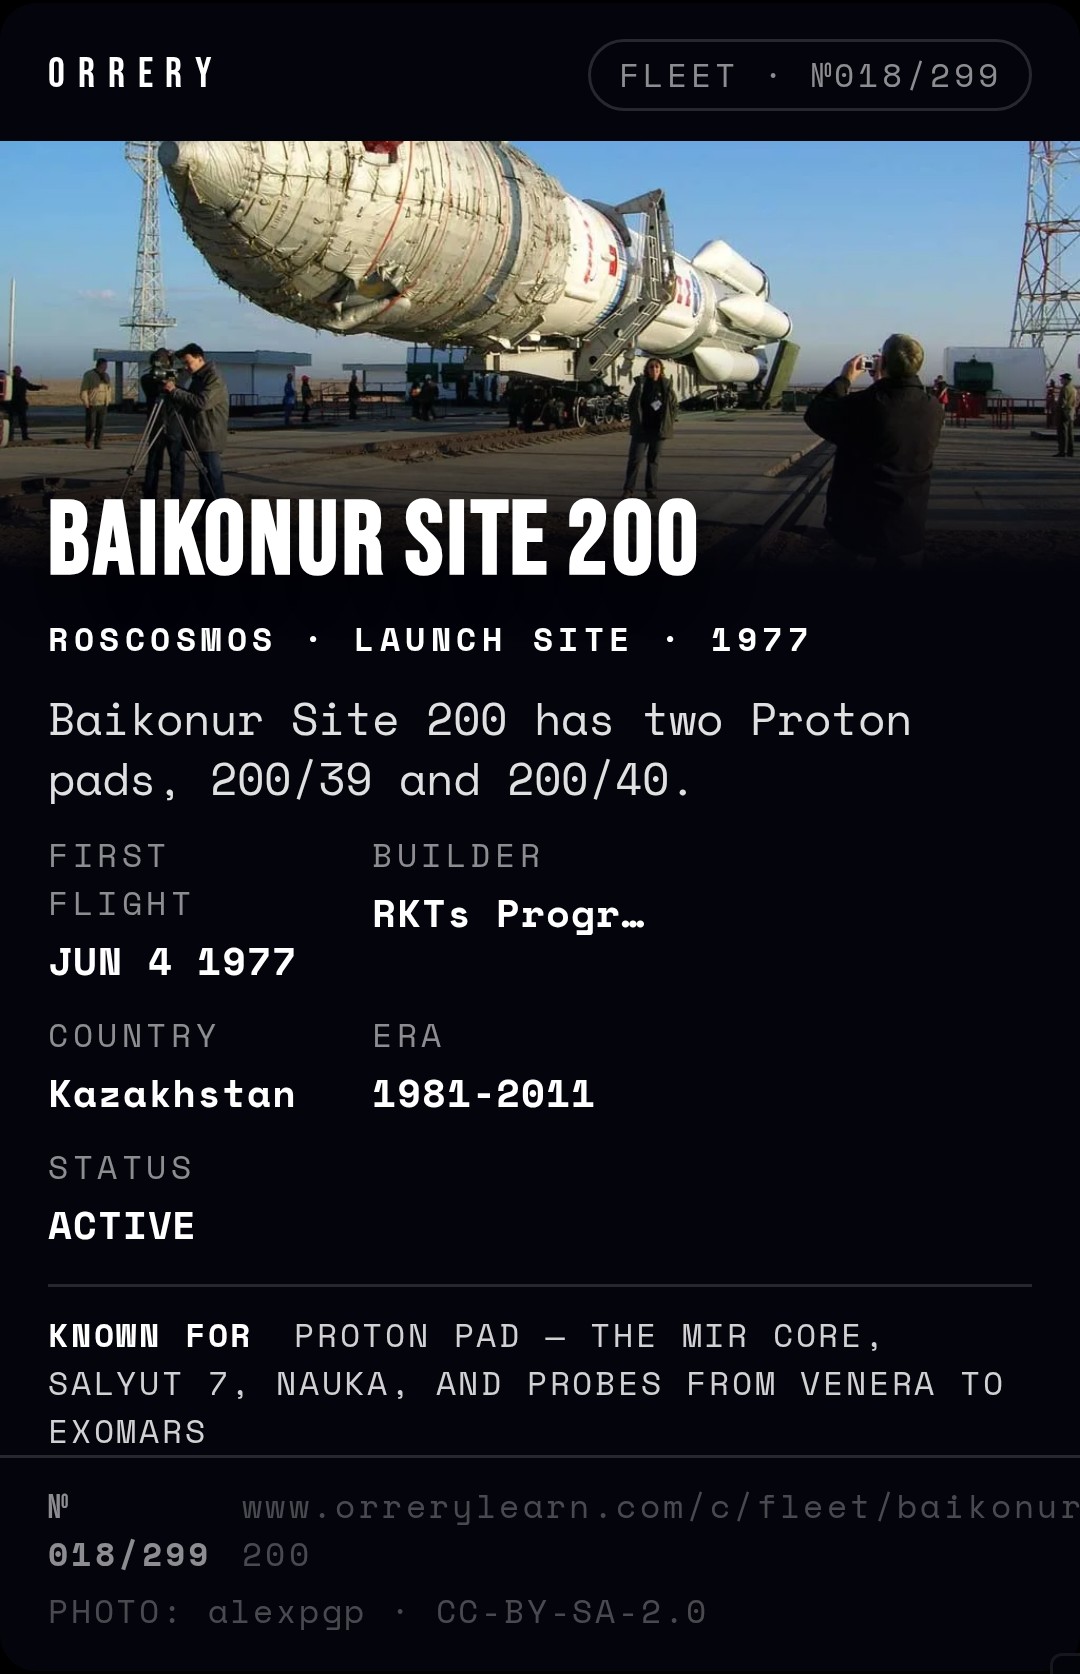 ORRERY
FLEET · №018/299
BAIKONUR SITE 200
ROSCOSMOS · LAUNCH SITE · 1977
Baikonur Site 200 has two Proton
pads, 200/39 and 200/40.
FIRST
FLIGHT
JUN 4 1977
BUILDER
RKTs Progr…
COUNTRY
Kazakhstan
ERA
1981-2011
STATUS
ACTIVE
KNOWN FOR PROTON PAD — THE MIR CORE,
SALYUT 7, NAUKA, AND PROBES FROM VENERA TO
EXOMARS
№
018/299
www.orrerylearn.com/c/fleet/baikonur
200
PHOTO: alexpgp · CC-BY-SA-2.0